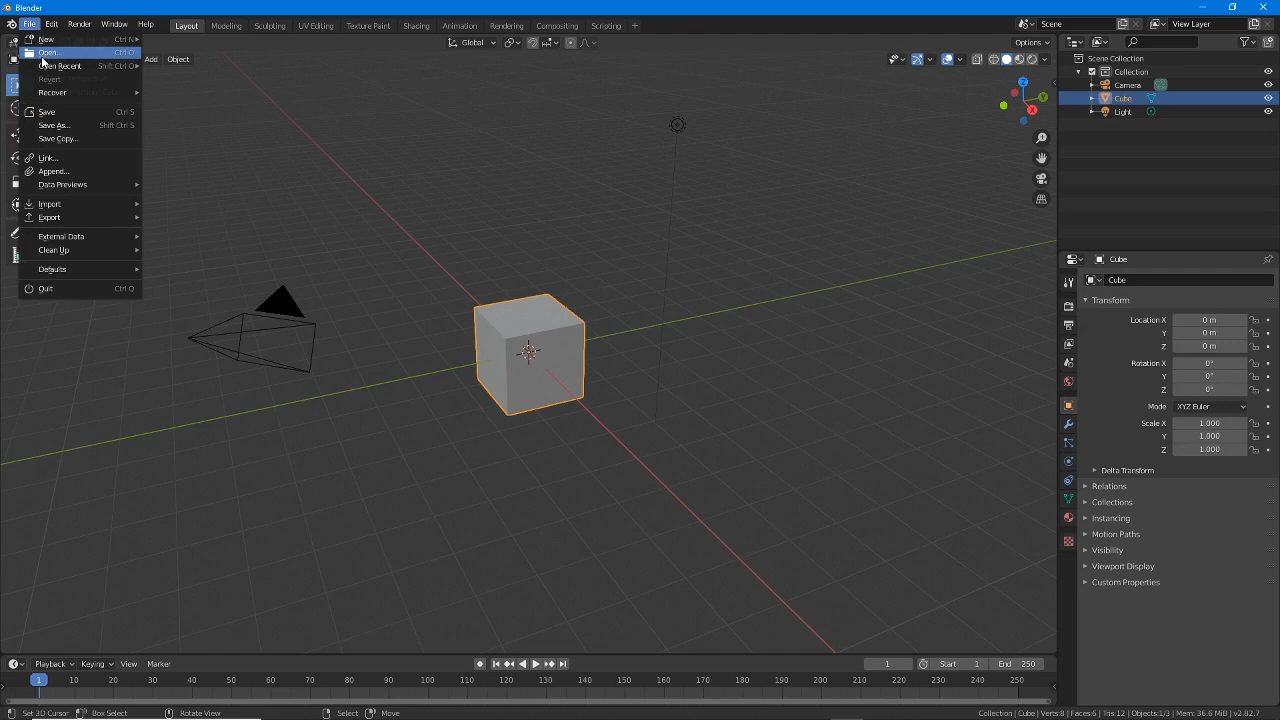 Blender
File Edit Render Window Help Layout Modeling Sculpting UV Editing Texture Paint Shading Animation Rendering Compositing Scripting + Scene View Layer
New Ctrl N
Open... Ctrl O
Open Recent Shift Ctrl O
Revert
Recover
Save Ctrl S
Save As... Shift Ctrl S
Save Copy...
Link...
Append...
Data Previews
Import
Export
External Data
Clean Up
Defaults
Quit Ctrl Q
Global Options
Add Object
X Y Z
Scene Collection
Collection
Camera
Cube
Light
Cube
Cube
Transform
Location X 0 m
Y 0 m
Z 0 m
Rotation X 0°
Y 0°
Z 0°
Mode XYZ Euler
Scale X 1.000
Y 1.000
Z 1.000
Delta Transform
Relations
Collections
Instancing
Motion Paths
Visibility
Viewport Display
Custom Properties
Playback Keying View Marker 1 Start 1 End 250
1 10 20 30 40 50 60 70 80 90 100 110 120 130 140 150 160 170 180 190 200 210 220 230 240 250
Set 3D Cursor Box Select Rotate View Select Move Collection | Cube | Verts:8 | Faces:6 | Tris:12 | Objects:1/3 | Mem: 36.6 MiB | v2.82.7